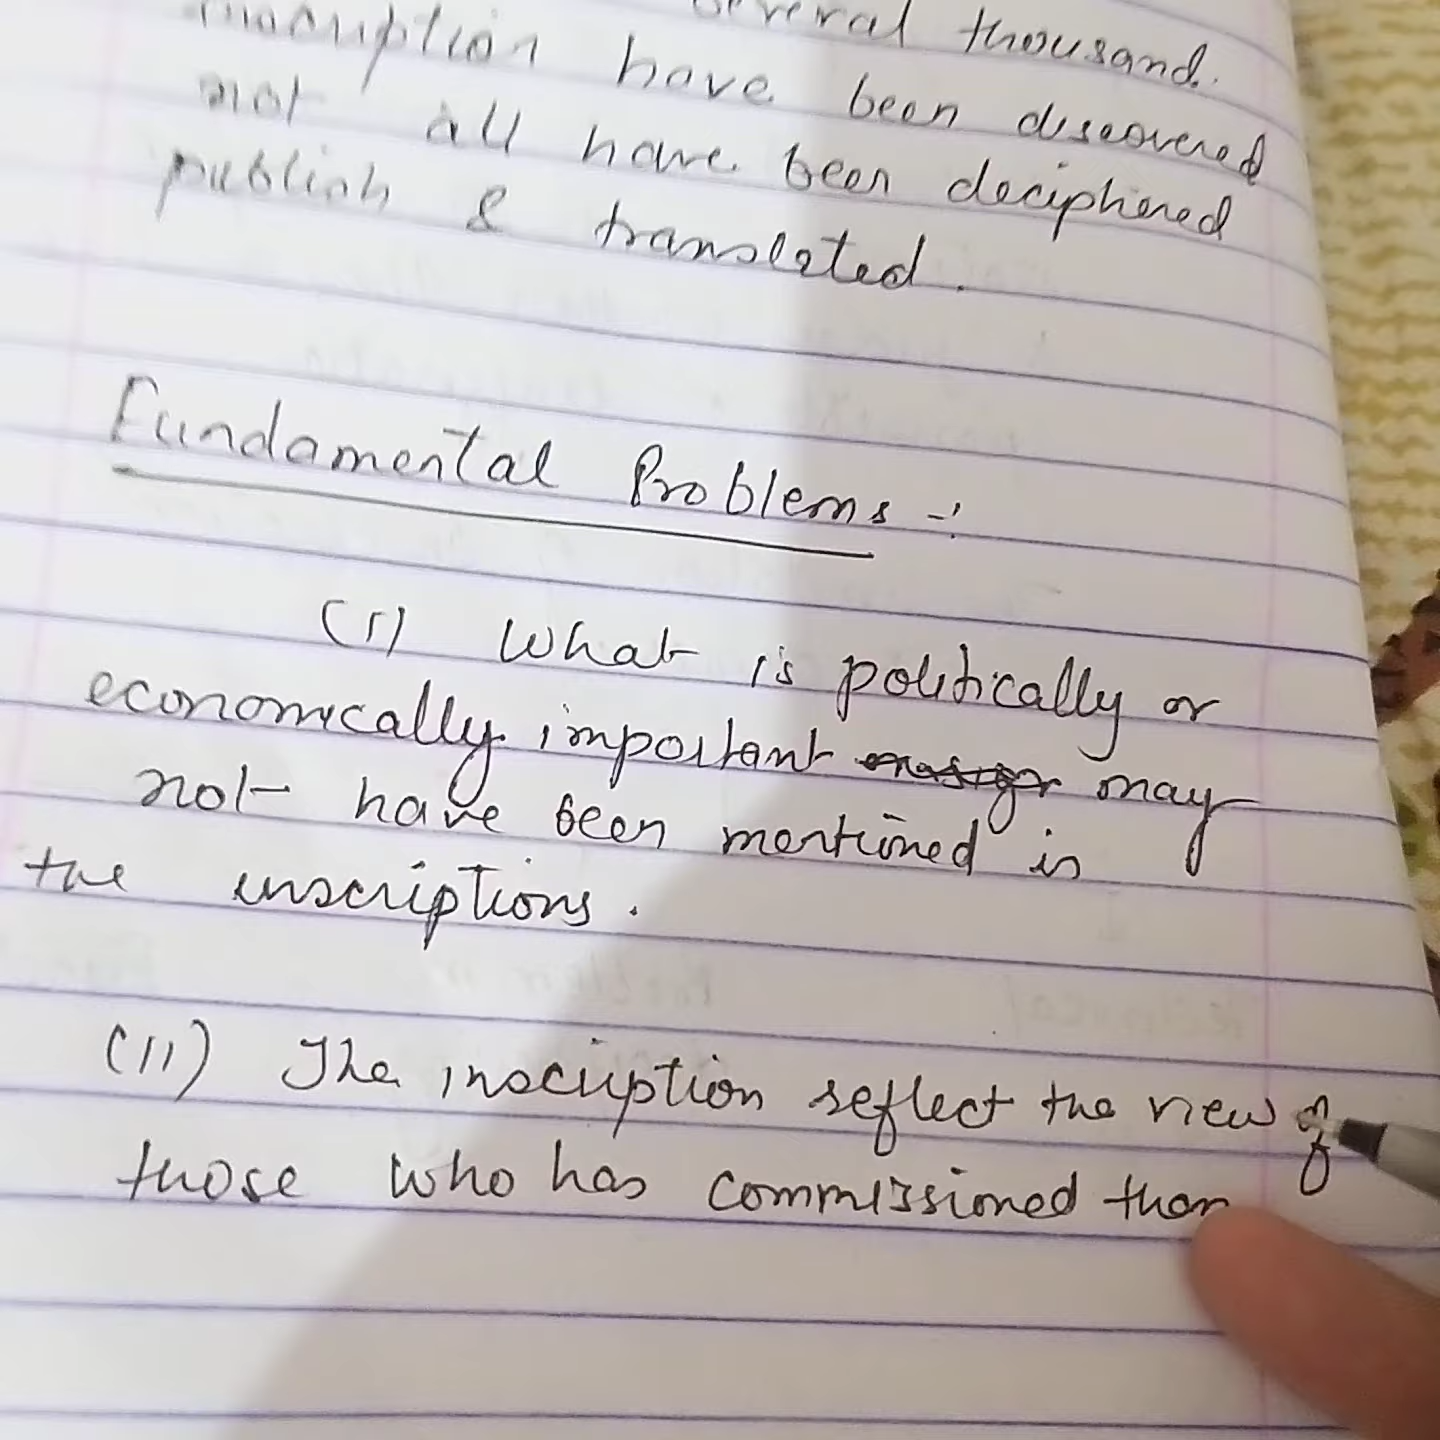 several thousand.
inscription have been discovered
not all have been deciphered
publish & translated.
Fundamental Problems :-
(I) What is politically or
economically important may
not have been mentioned in
the inscriptions.
(II) The inscription reflect the view of
those who has commissioned them